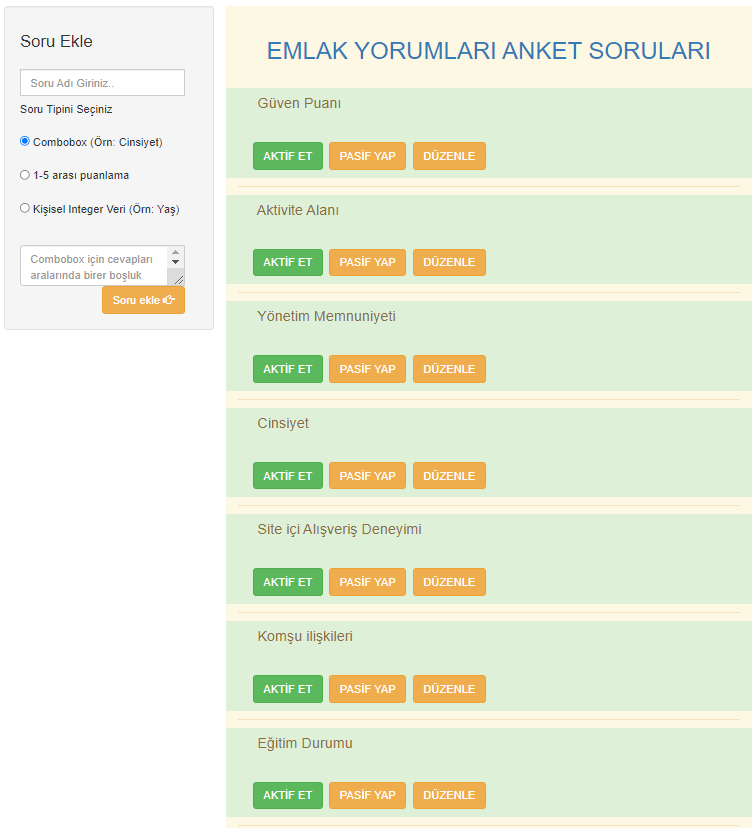 Soru Ekle
Soru Adı Giriniz..
Soru Tipini Seçiniz
Combobox (Örn: Cinsiyet)
1-5 arası puanlama
Kişisel Integer Veri (Örn: Yaş)
Combobox için cevapları
aralarında birer boşluk
Soru ekle
EMLAK YORUMLARI ANKET SORULARI
Güven Puanı
AKTİF ET PASİF YAP DÜZENLE
Aktivite Alanı
AKTİF ET PASİF YAP DÜZENLE
Yönetim Memnuniyeti
AKTİF ET PASİF YAP DÜZENLE
Cinsiyet
AKTİF ET PASİF YAP DÜZENLE
Site içi Alışveriş Deneyimi
AKTİF ET PASİF YAP DÜZENLE
Komşu ilişkileri
AKTİF ET PASİF YAP DÜZENLE
Eğitim Durumu
AKTİF ET PASİF YAP DÜZENLE